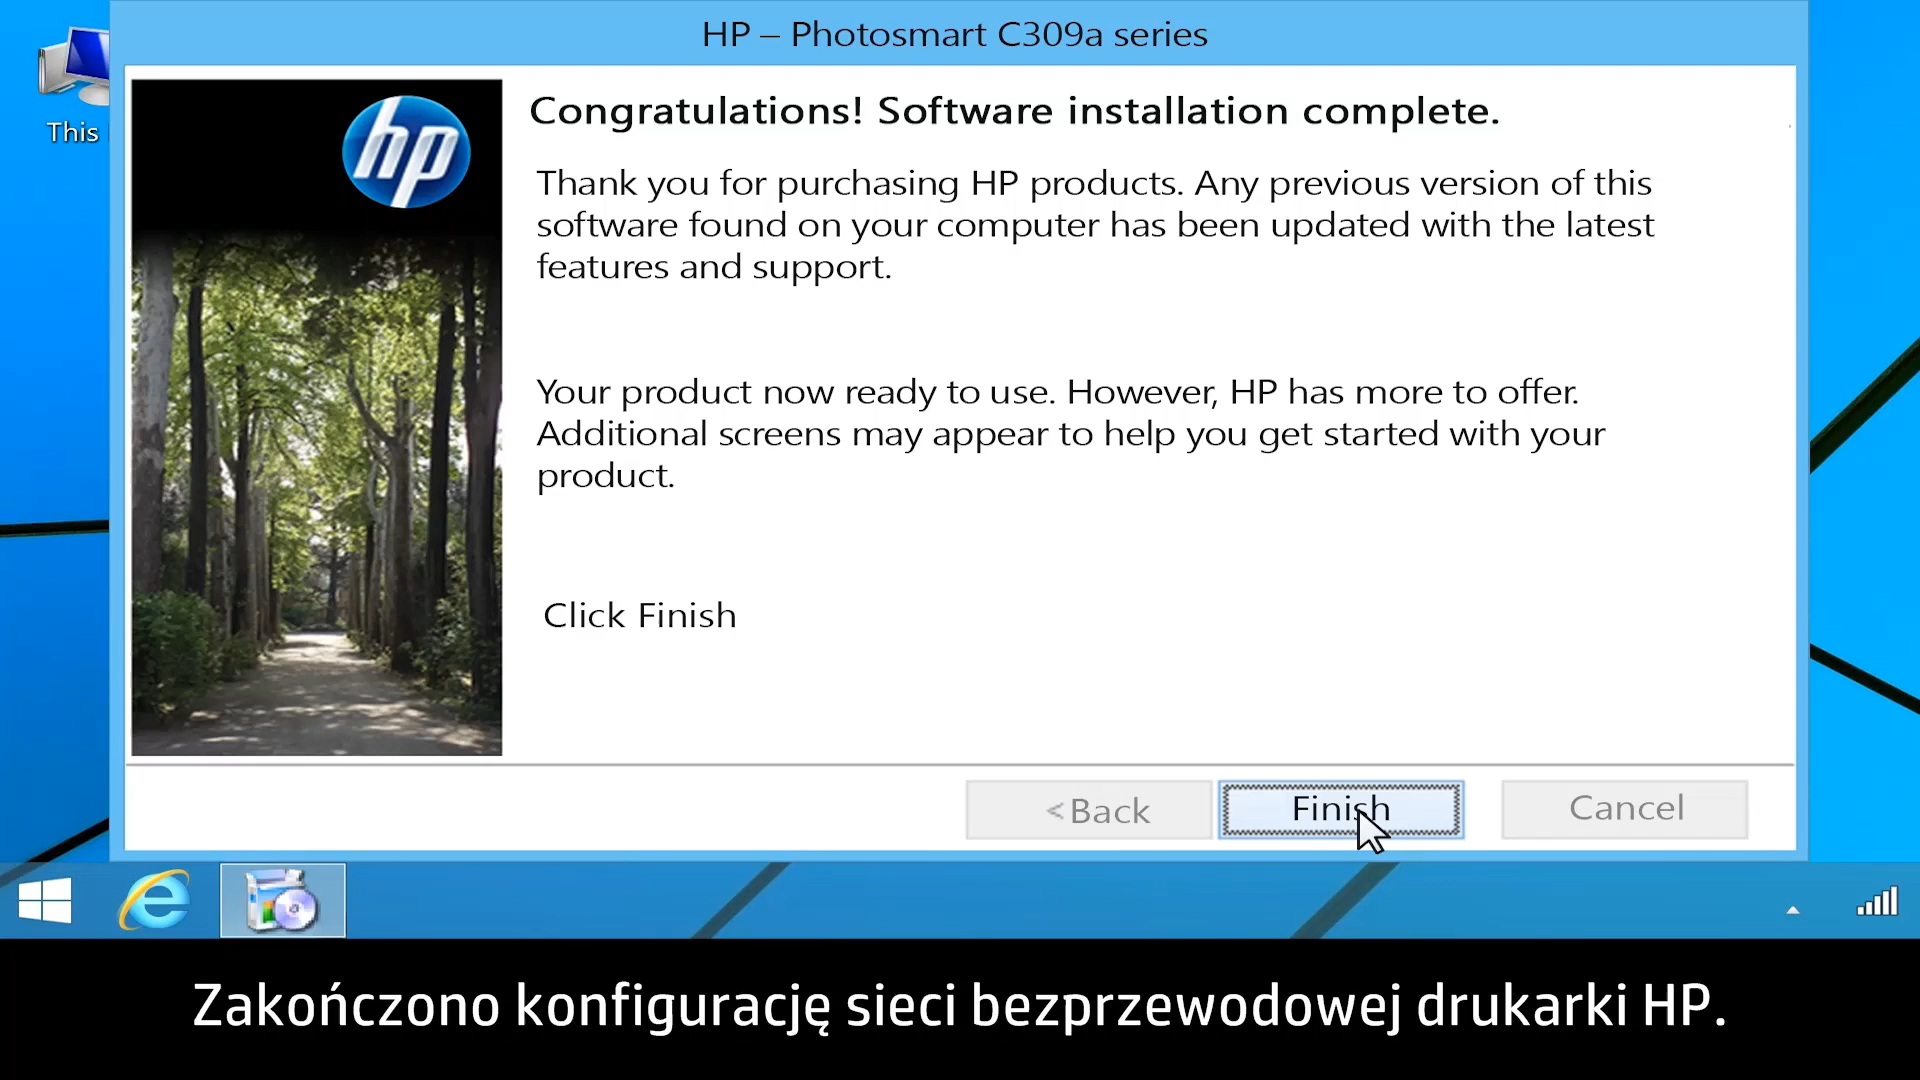 HP – Photosmart C309a series
This
hp
Congratulations! Software installation complete.
Thank you for purchasing HP products. Any previous version of this
software found on your computer has been updated with the latest
features and support.
Your product now ready to use. However, HP has more to offer.
Additional screens may appear to help you get started with your
product.
Click Finish
<Back
Finish
Cancel
Zakończono konfigurację sieci bezprzewodowej drukarki HP.